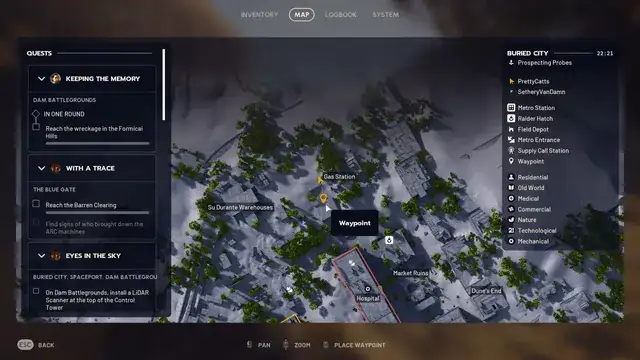 INVENTORY MAP LOGBOOK SYSTEM
QUESTS
KEEPING THE MEMORY
DAM BATTLEGROUNDS
IN ONE ROUND
Reach the wreckage in the Formicai
Hills
WITH A TRACE
THE BLUE GATE
Reach the Barren Clearing
Find signs of who brought down the
ARC machines
EYES IN THE SKY
BURIED CITY, SPACEPORT, DAM BATTLEGROU
On Dam Battlegrounds, install a LiDAR
Scanner at the top of the Control
Tower
Gas Station
Su Durante Warehouses
Waypoint
Market Ruins
Hospital
Dune's End
BURIED CITY 22:21
Prospecting Probes
PrettyCatts
SetheryVanDamn
Metro Station
Raider Hatch
Field Depot
Metro Entrance
Supply Call Station
Waypoint
Residential
Old World
Medical
Commercial
Nature
Technological
Mechanical
ESC BACK
PAN ZOOM PLACE WAYPOINT